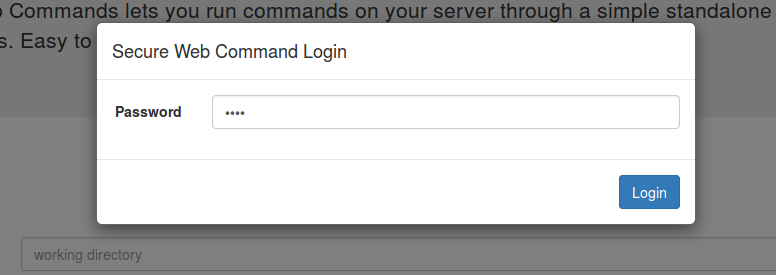 Commands lets you run commands on your server through a simple standalone
s. Easy to
Secure Web Command Login
Password
••••
Login
working directory